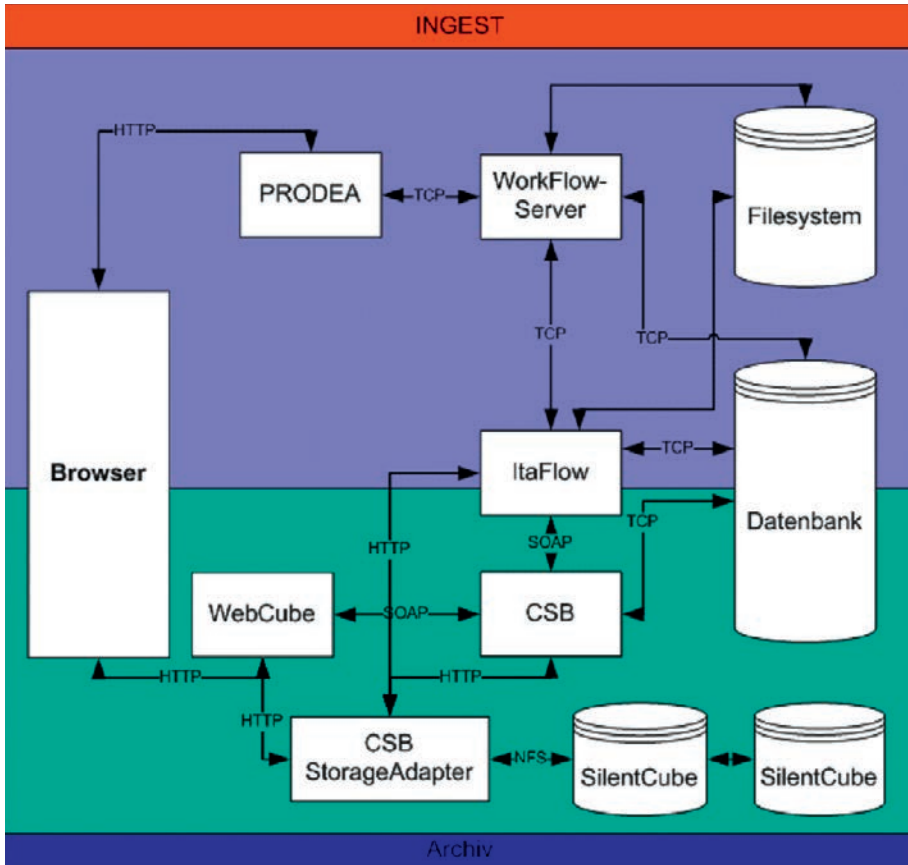 INGEST
HTTP
PRODEA
TCP
WorkFlow-
Server
Filesystem
TCP
TCP
Browser
ItaFlow
TCP
Datenbank
TCP
HTTP
SOAP
WebCube
SOAP
CSB
HTTP
HTTP
HTTP
CSB
StorageAdapter
NFS
SilentCube
SilentCube
Archiv